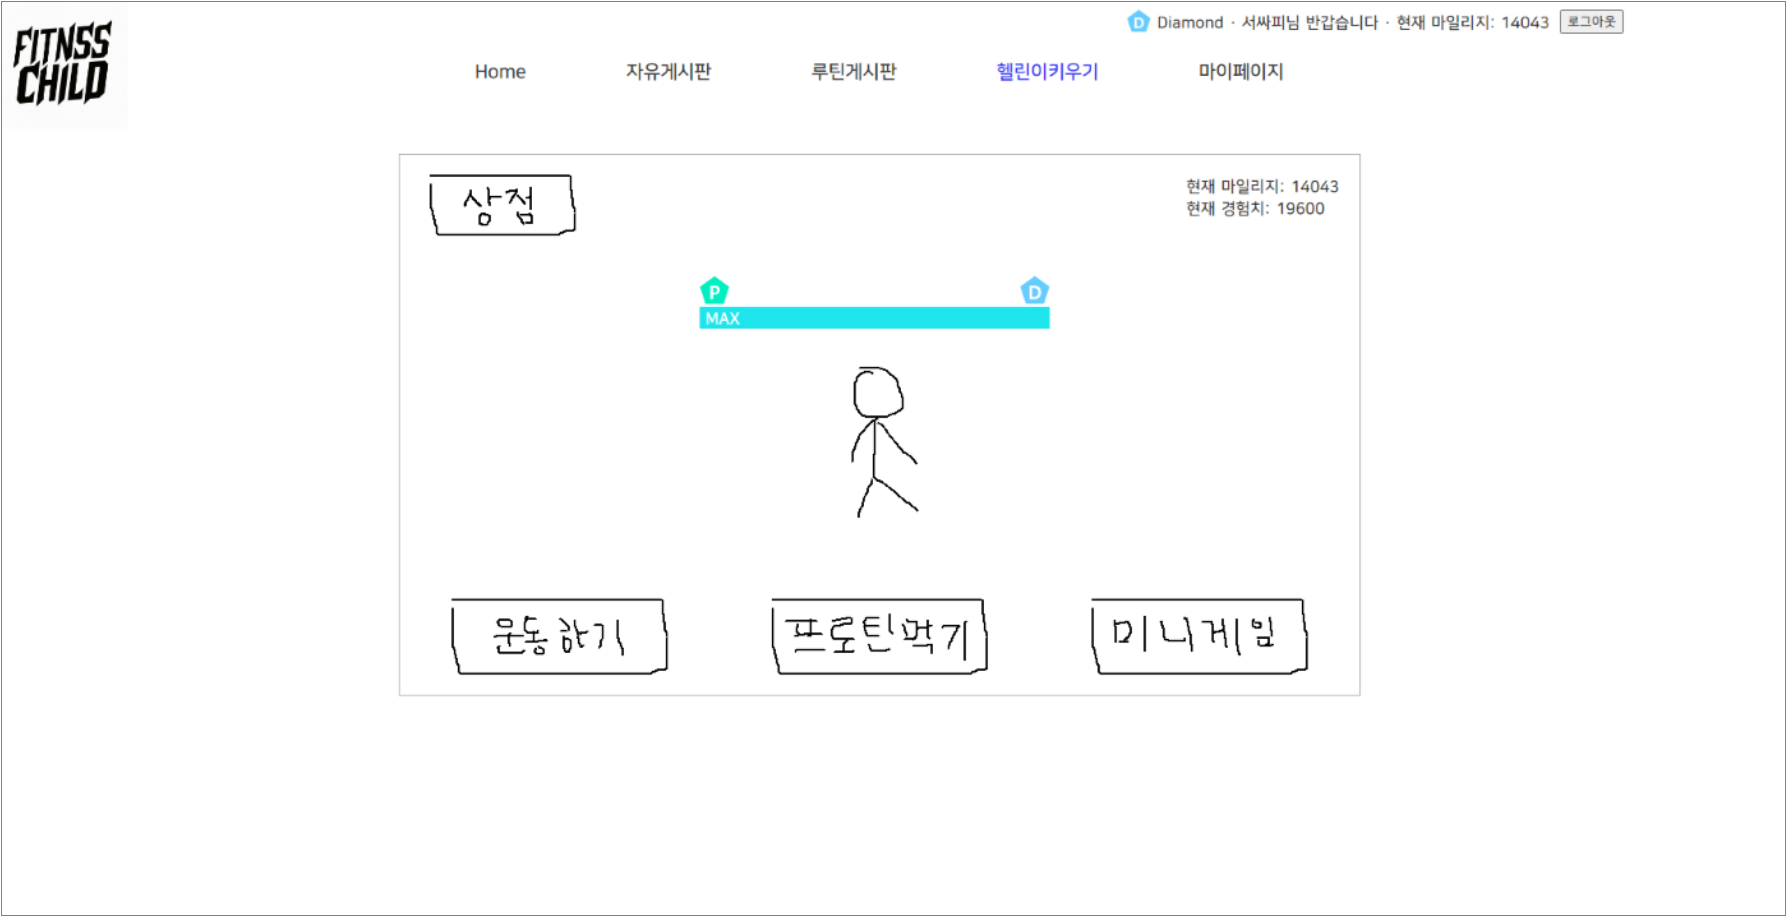 FITNSS
CHILD
D Diamond · 서싸피님 반갑습니다 · 현재 마일리지: 14043 로그아웃
Home 자유게시판 루틴게시판 헬린이키우기 마이페이지
상점
현재 마일리지: 14043
현재 경험치: 19600
P D
MAX
운동하기 프로틴먹기 미니게임